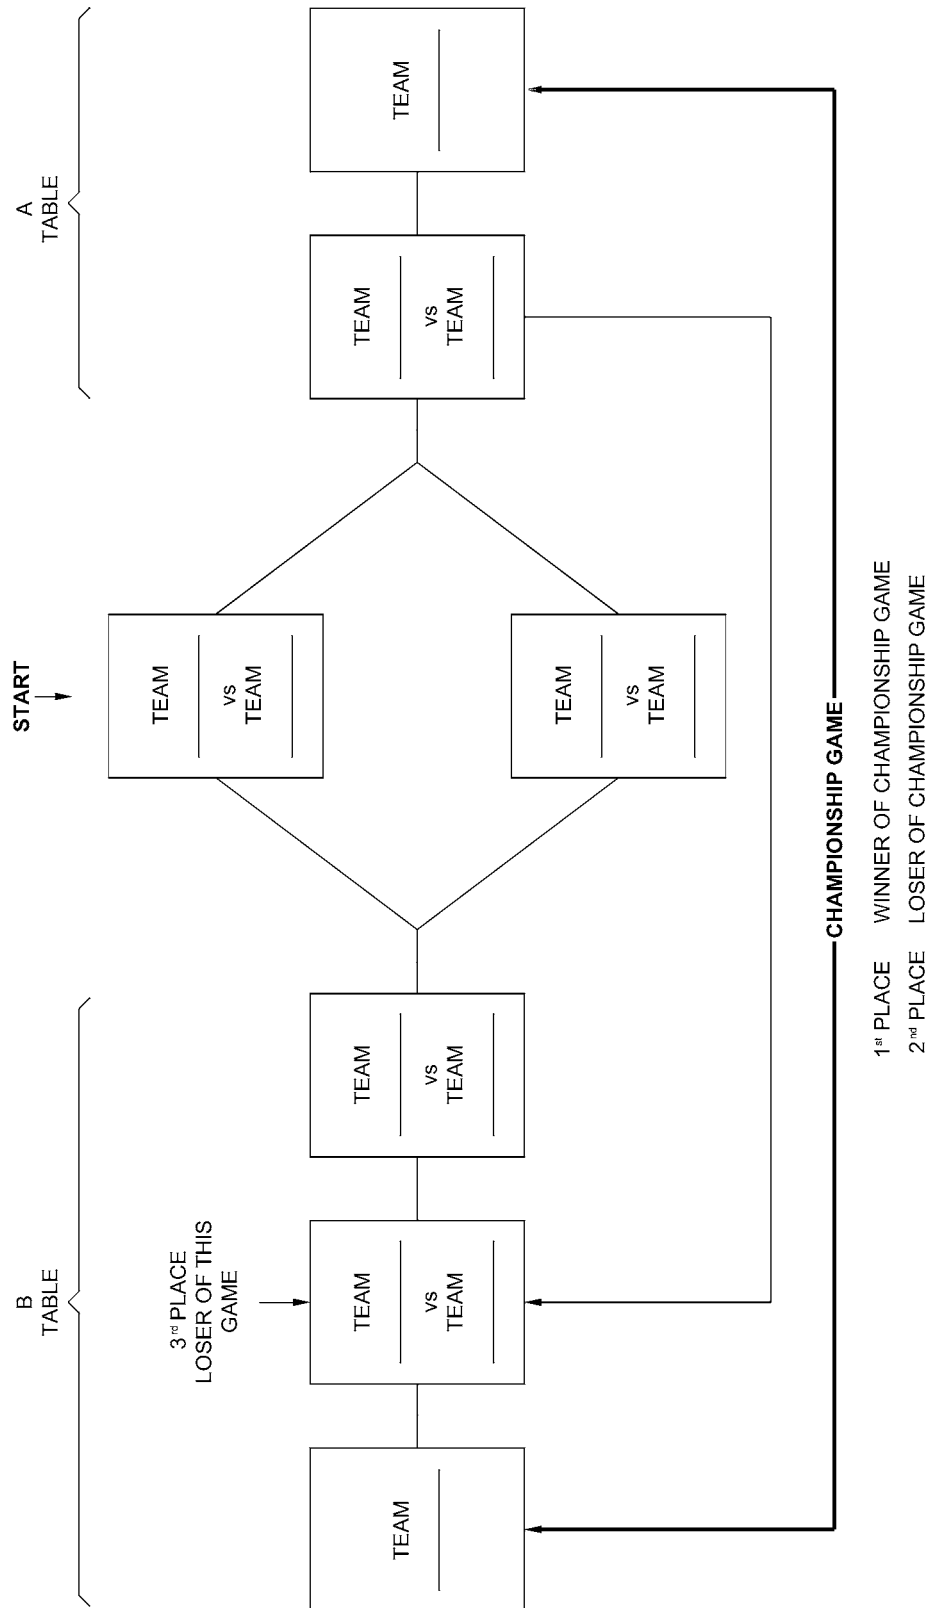 START
B
TABLE
A
TABLE
3rd PLACE
LOSER OF THIS
GAME
TEAM
vs
TEAM
TEAM
TEAM
vs
TEAM
TEAM
vs
TEAM
TEAM
vs
TEAM
TEAM
TEAM
vs
TEAM
CHAMPIONSHIP GAME
1st PLACE WINNER OF CHAMPIONSHIP GAME
2nd PLACE LOSER OF CHAMPIONSHIP GAME